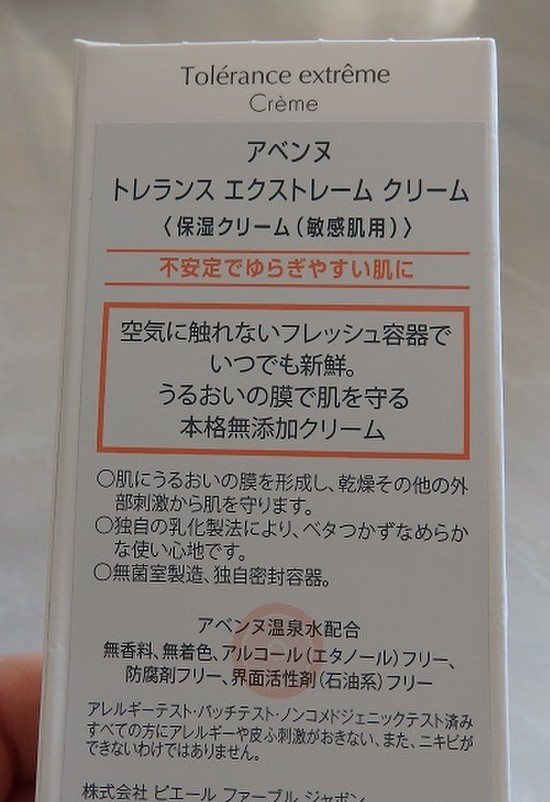 Tolérance extrême
Crème
アベンヌ
トレランス エクストレーム クリーム
〈保湿クリーム(敏感肌用)〉
不安定でゆらぎやすい肌に
空気に触れないフレッシュ容器で
いつでも新鮮。
うるおいの膜で肌を守る
本格無添加クリーム
○肌にうるおいの膜を形成し、乾燥その他の外
部刺激から肌を守ります。
○独自の乳化製法により、ベタつかずなめらか
な使い心地です。
○無菌室製造、独自密封容器。
アベンヌ温泉水配合
無香料、無着色、アルコール(エタノール)フリー、
防腐剤フリー、界面活性剤(石油系)フリー
アレルギーテスト・パッチテスト・ノンコメドジェニックテスト済み
すべての方にアレルギーや皮ふ刺激がおきない、また、ニキビが
できないわけではありません。
株式会社 ピエール ファーブル ジャポン